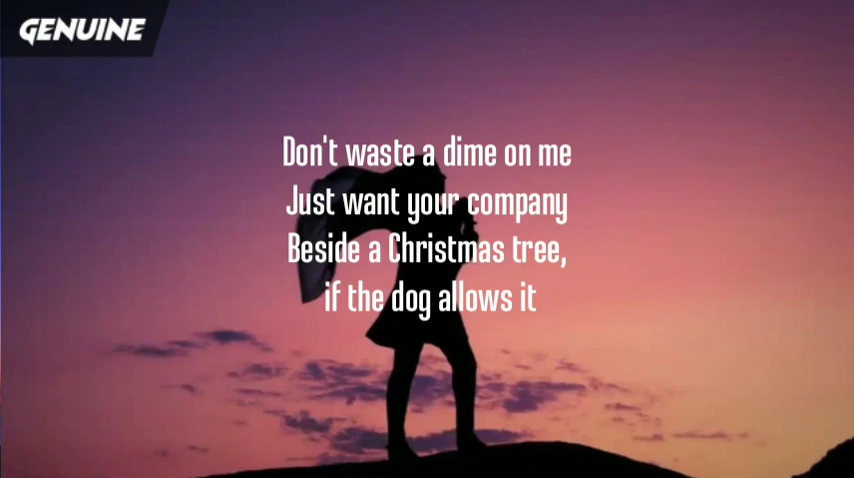 GENUINE
Don't waste a dime on me
Just want your company
Beside a Christmas tree,
if the dog allows it